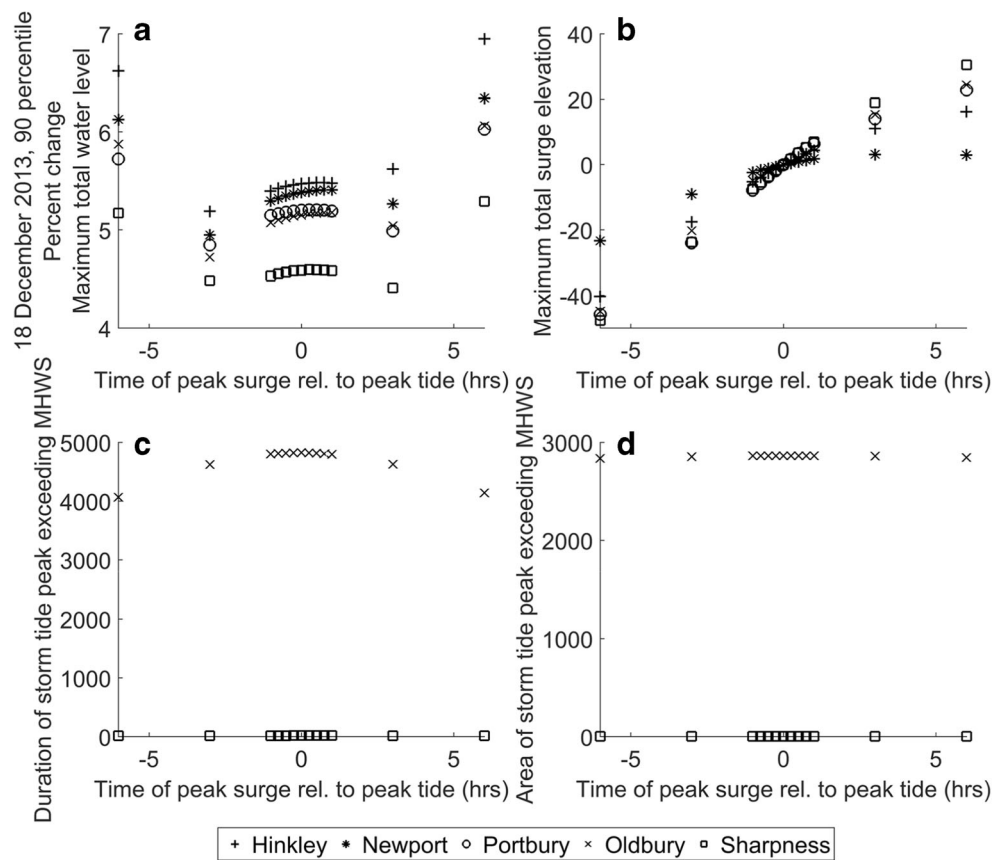 a
b
18 December 2013, 90 percentile
Percent change
Maximum total water level
7
6
5
4
-5
0
5
Time of peak surge rel. to peak tide (hrs)
Maximum total surge elevation
40
20
0
-20
-40
-5
0
5
Time of peak surge rel. to peak tide (hrs)
c
d
Duration of storm tide peak exceeding MHWS
5000
4000
3000
2000
1000
0
-5
0
5
Time of peak surge rel. to peak tide (hrs)
Area of storm tide peak exceeding MHWS
3000
2000
1000
0
-5
0
5
Time of peak surge rel. to peak tide (hrs)
Hinkley Newport Portbury Oldbury Sharpness